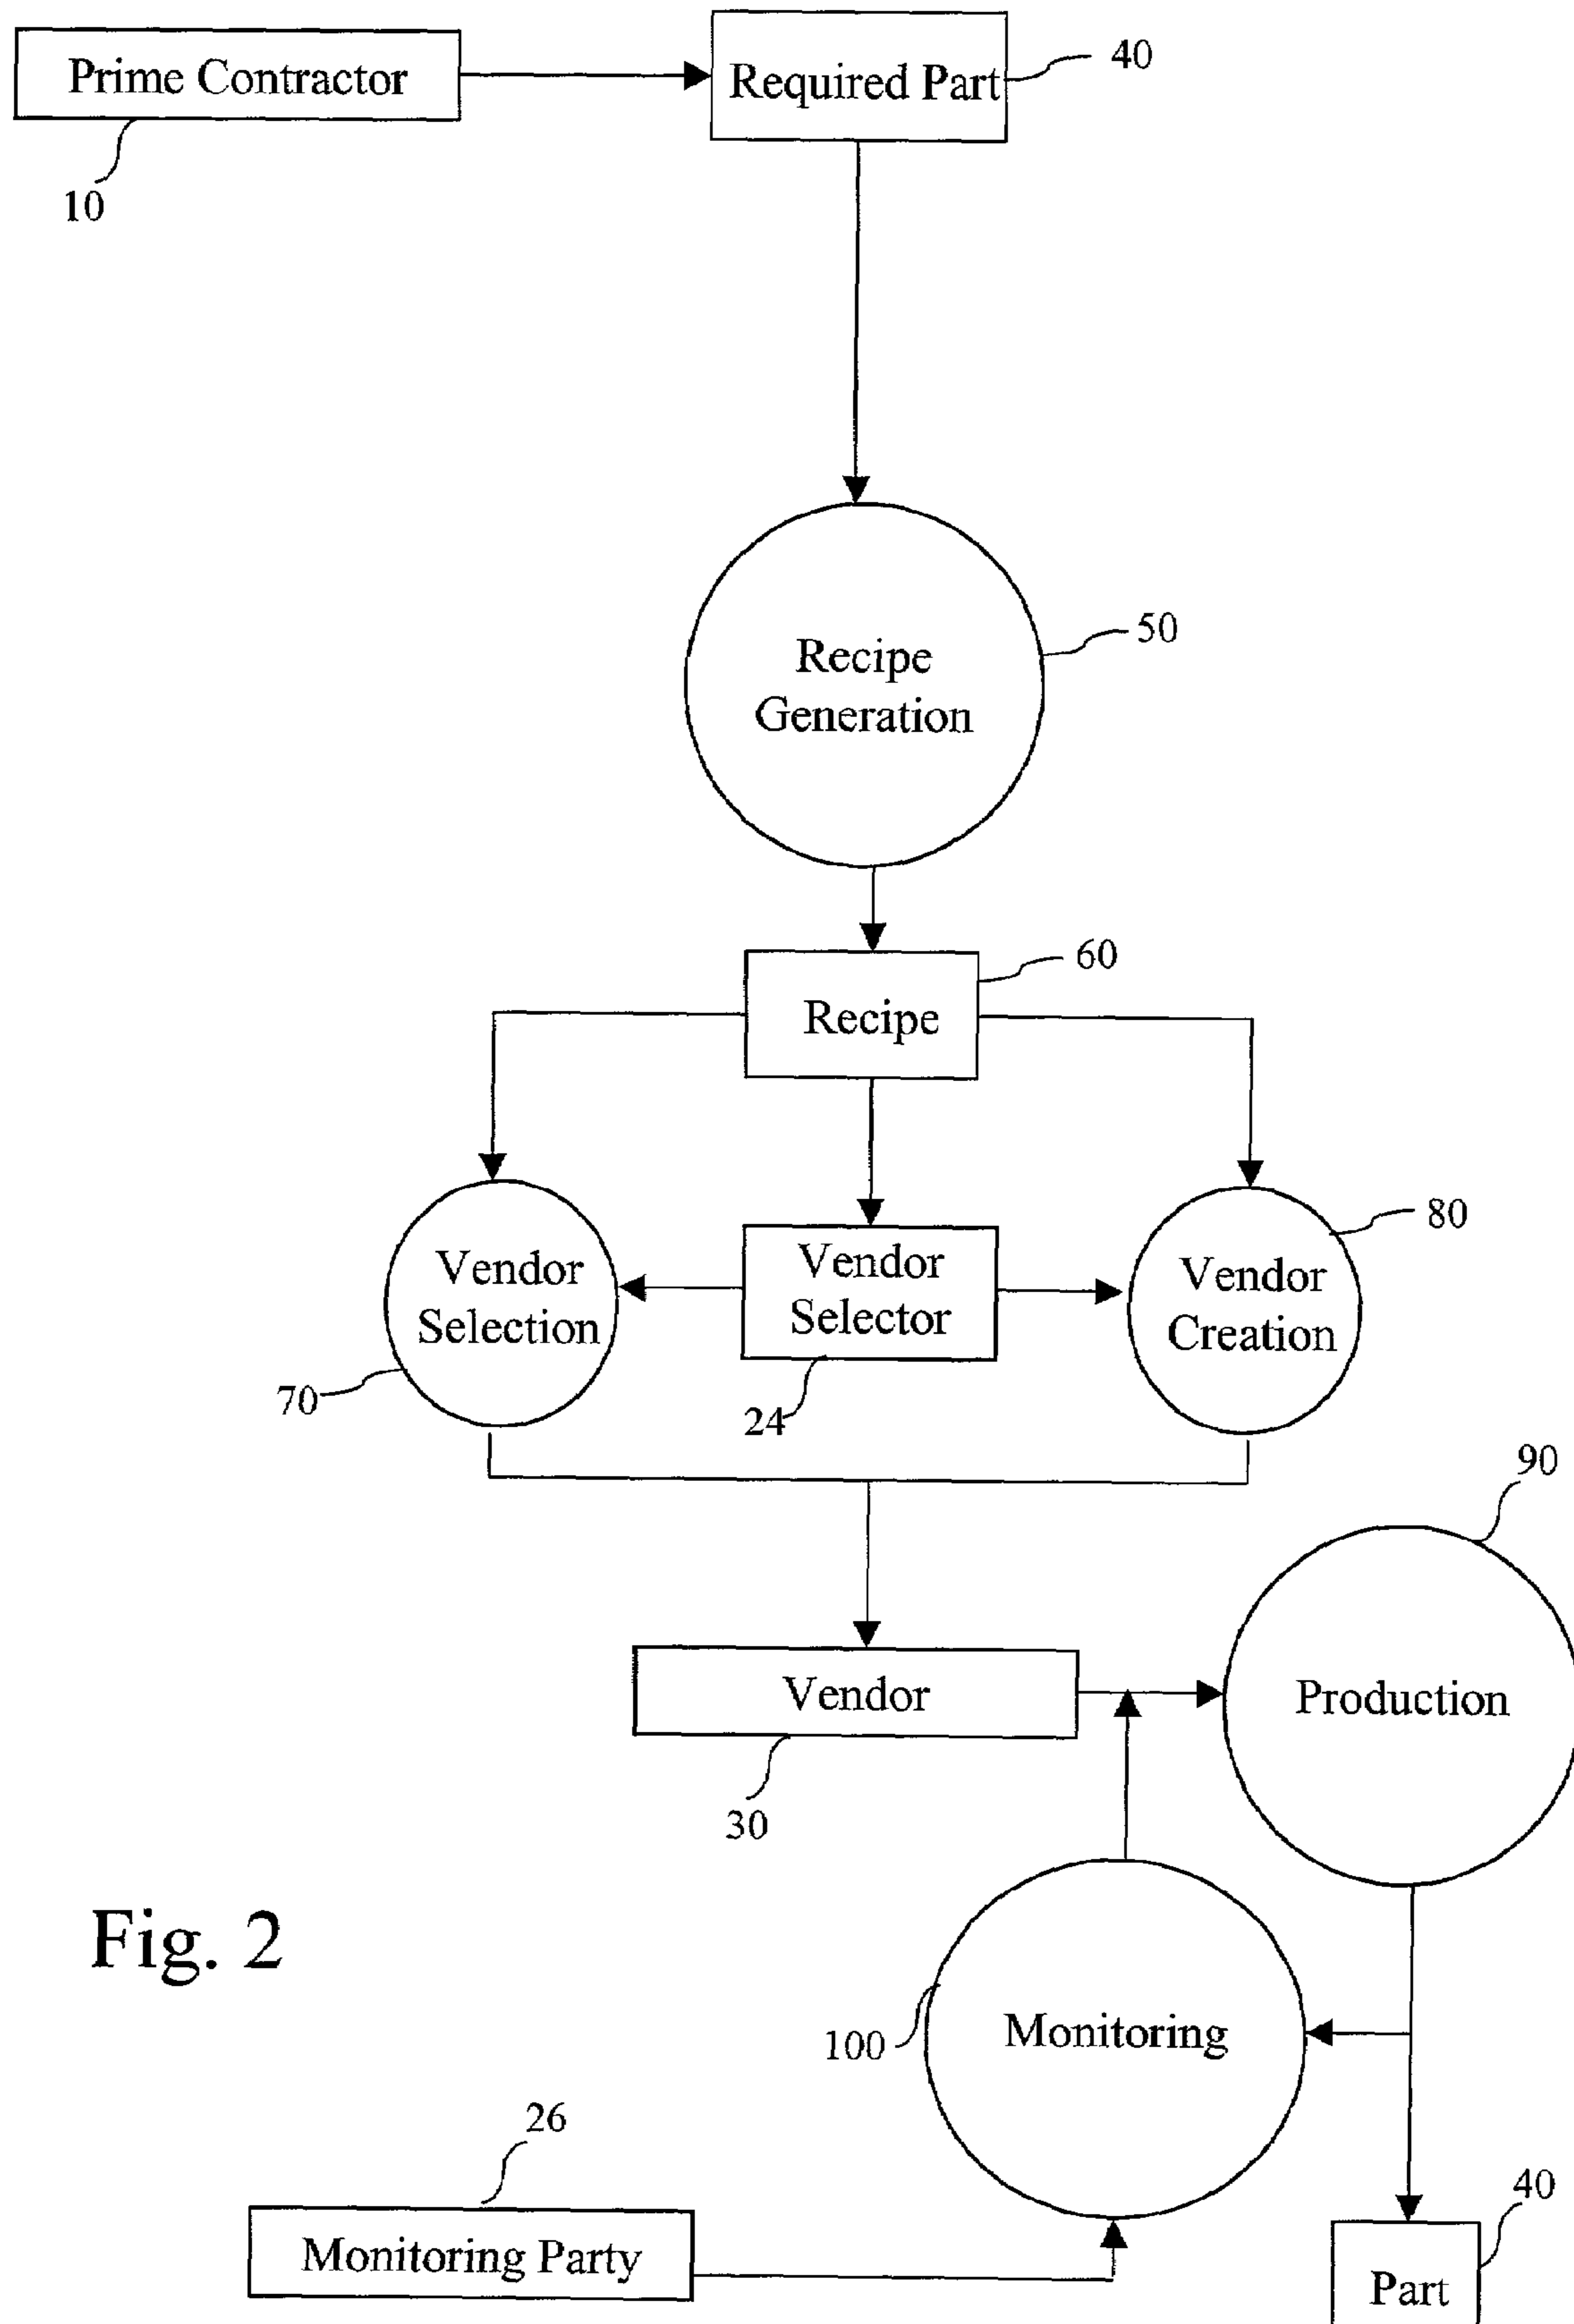 Prime Contractor
Required Part
40
10
Recipe
Generation
50
60
Recipe
Vendor
Selection
Vendor
Selector
Vendor
Creation
80
70
24
90
Vendor
Production
30
Fig. 2
100
Monitoring
26
Monitoring Party
40
Part